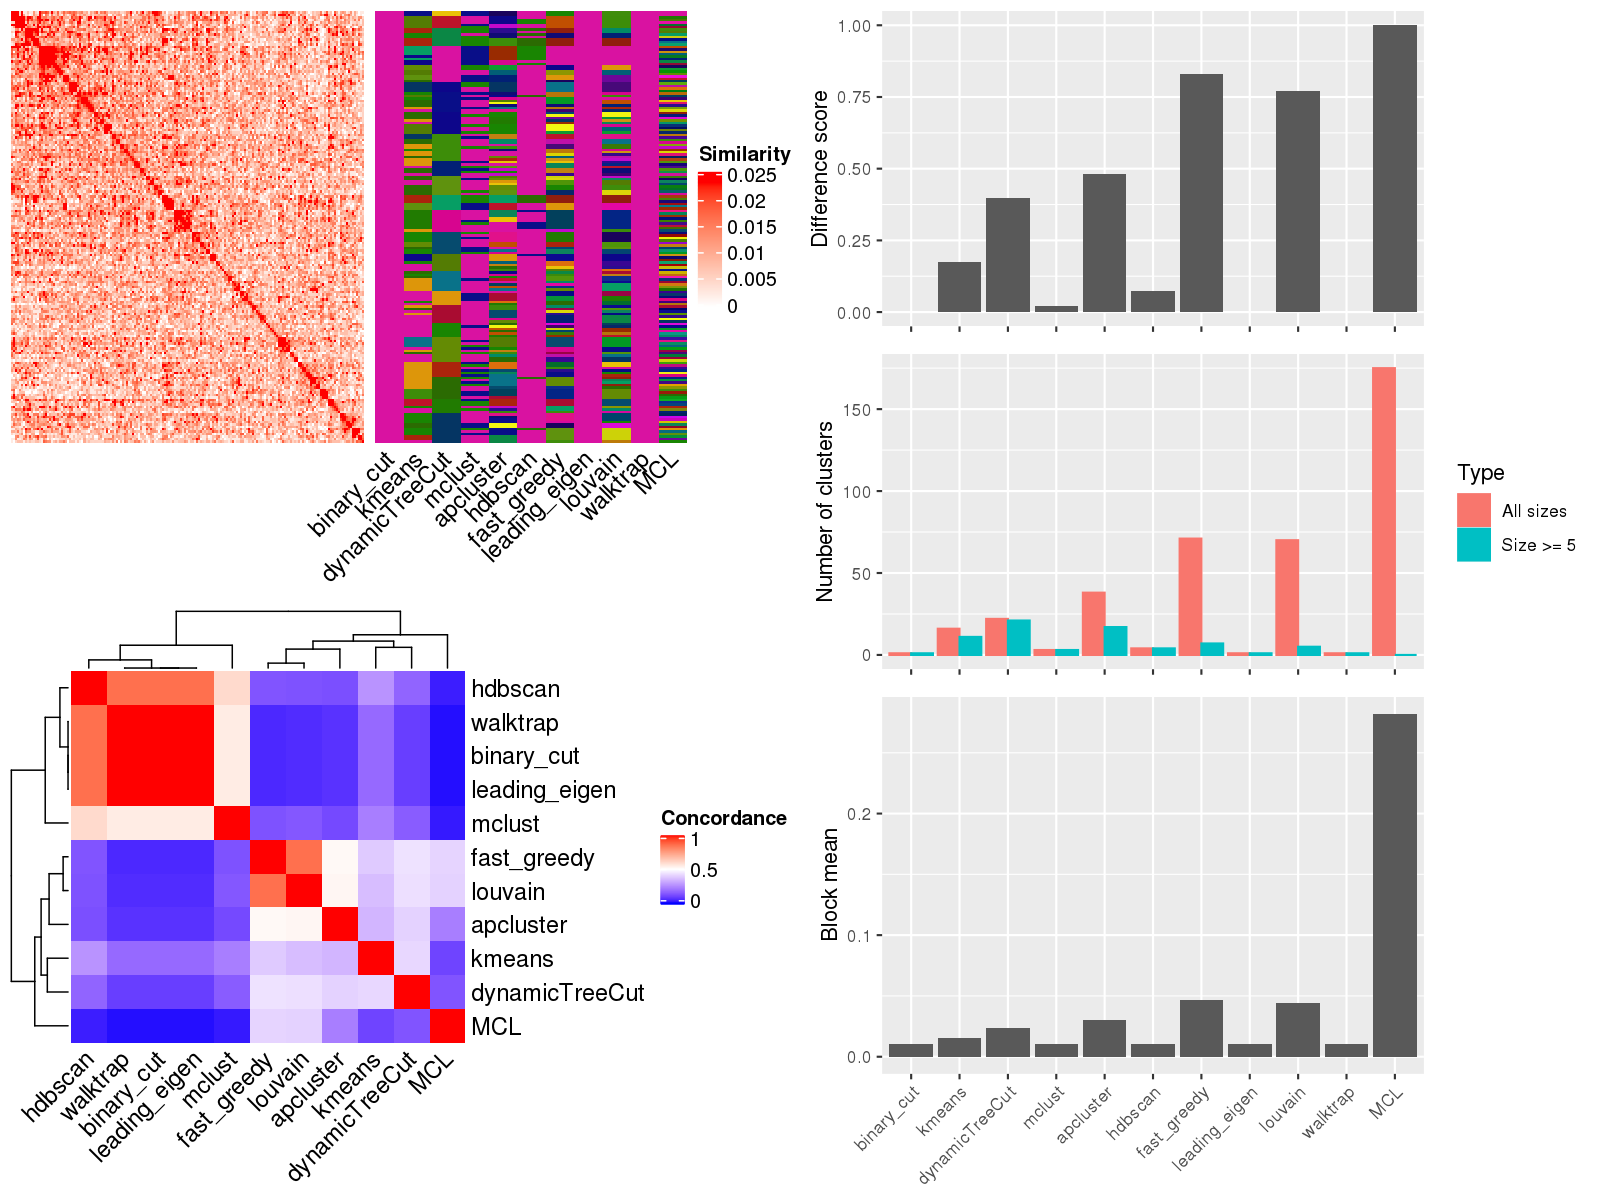 Similarity
0.025
0.02
0.015
0.01
0.005
0
binary_cut
kmeans
dynamicTreeCut
mclust
apcluster
hdbscan
fast_greedy
leading_eigen
louvain
walktrap
MCL
hdbscan
walktrap
binary_cut
leading_eigen
mclust
fast_greedy
louvain
apcluster
kmeans
dynamicTreeCut
MCL
hdbscan
walktrap
binary_cut
leading_eigen
mclust
fast_greedy
louvain
apcluster
kmeans
dynamicTreeCut
MCL
Concordance
1
0.5
0
Difference score
1.00
0.75
0.50
0.25
0.00
Number of clusters
150
100
50
0
Type
All sizes
Size >= 5
Block mean
0.2
0.1
0.0
binary_cut
kmeans
dynamicTreeCut
mclust
apcluster
hdbscan
fast_greedy
leading_eigen
louvain
walktrap
MCL